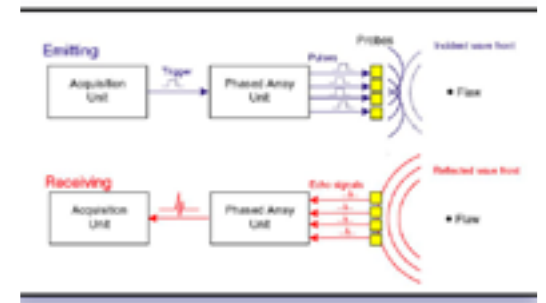 Probes
Emitting
Incident wave front
Trigger
Pulses
Acquisition
Unit
Phased Array
Unit
Flaw
Receiving
Reflected wave front
Echo signals
Acquisition
Unit
Phased Array
Unit
Flaw